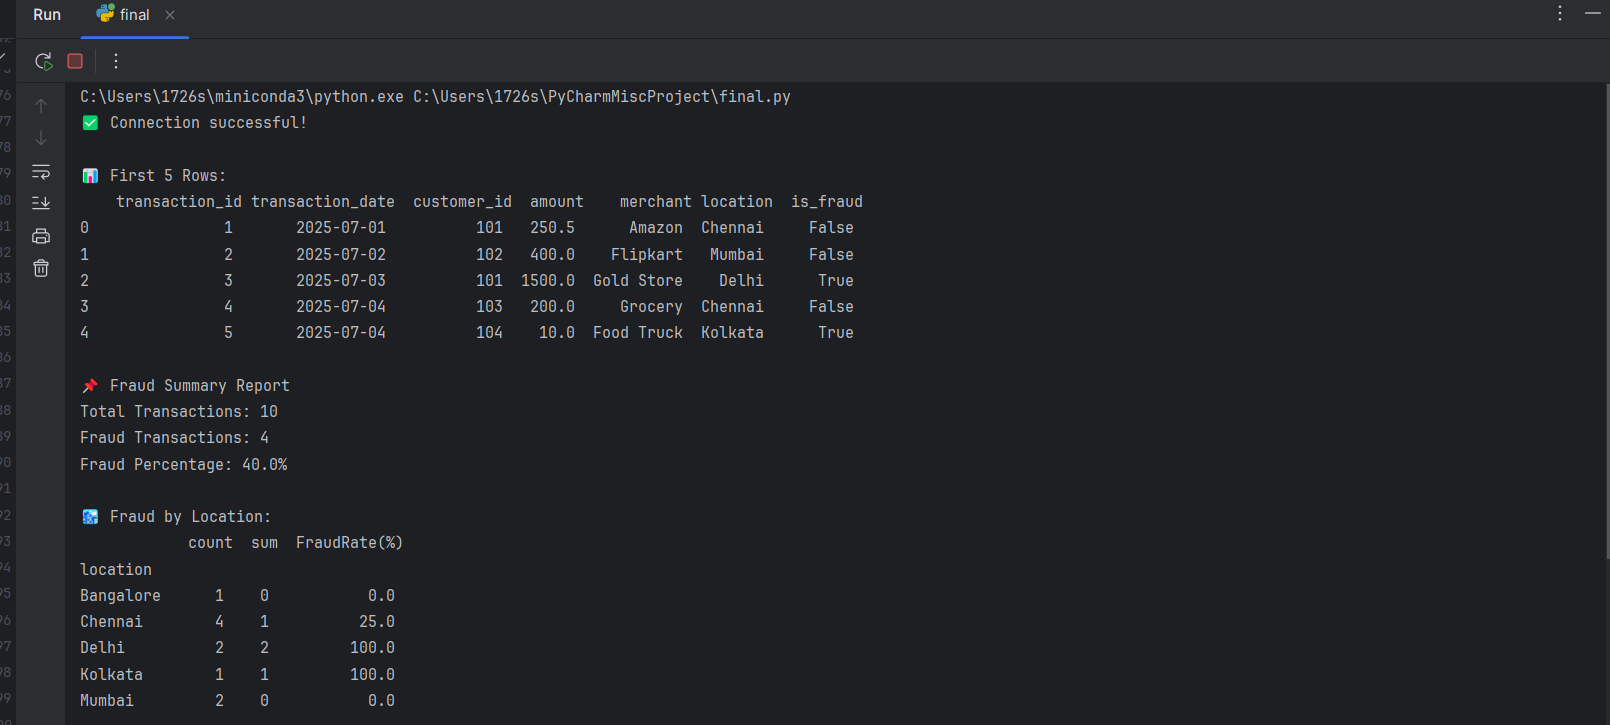 Run final
C:\Users\1726s\miniconda3\python.exe C:\Users\1726s\PyCharmMiscProject\final.py
✅ Connection successful!
📊 First 5 Rows:
transaction_id transaction_date customer_id amount merchant location is_fraud
0 1 2025-07-01 101 250.5 Amazon Chennai False
1 2 2025-07-02 102 400.0 Flipkart Mumbai False
2 3 2025-07-03 101 1500.0 Gold Store Delhi True
3 4 2025-07-04 103 200.0 Grocery Chennai False
4 5 2025-07-04 104 10.0 Food Truck Kolkata True
📌 Fraud Summary Report
Total Transactions: 10
Fraud Transactions: 4
Fraud Percentage: 40.0%
Fraud by Location:
count sum FraudRate(%)
location
Bangalore 1 0 0.0
Chennai 4 1 25.0
Delhi 2 2 100.0
Kolkata 1 1 100.0
Mumbai 2 0 0.0